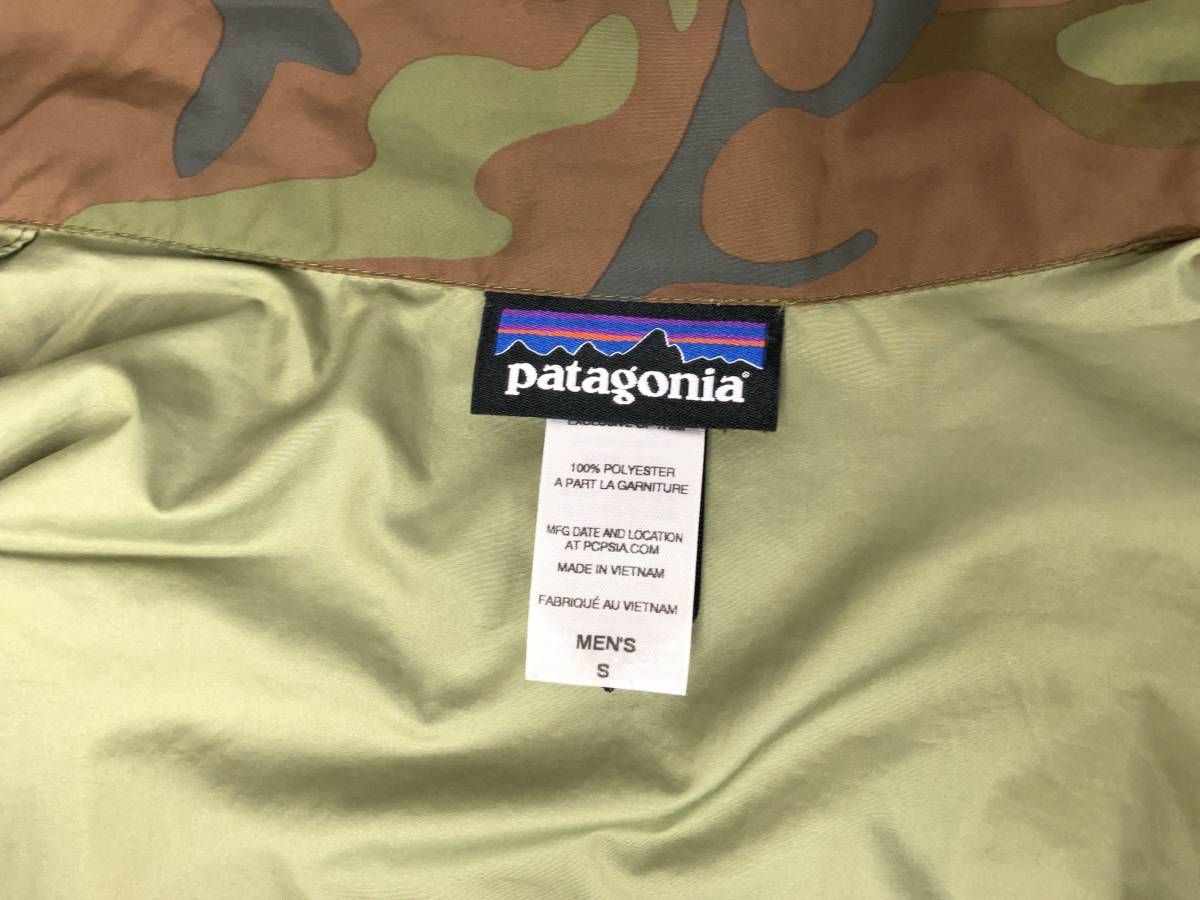 patagonia®
100% POLYESTER
A PART LA GARNITURE
MFG DATE AND LOCATION
AT PCPSIA.COM
MADE IN VIETNAM
FABRIQUÉ AU VIETNAM
MEN'S
S